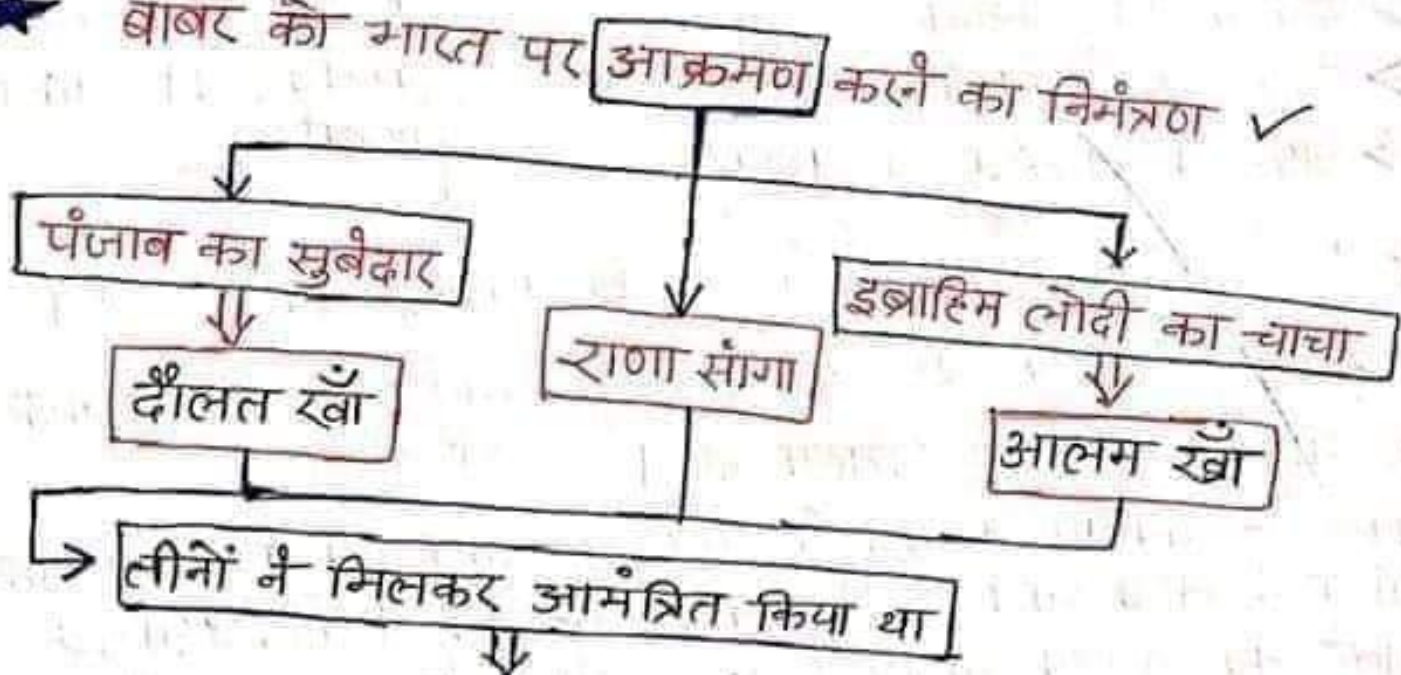 बाबर को भारत पर आक्रमण करने का निमंत्रण ✓
पंजाब का सुबेदार
इब्राहिम लोदी का चाचा
दौलत खाँ
राणा सांगा
आलम खाँ
तीनों ने मिलकर आमंत्रित किया था